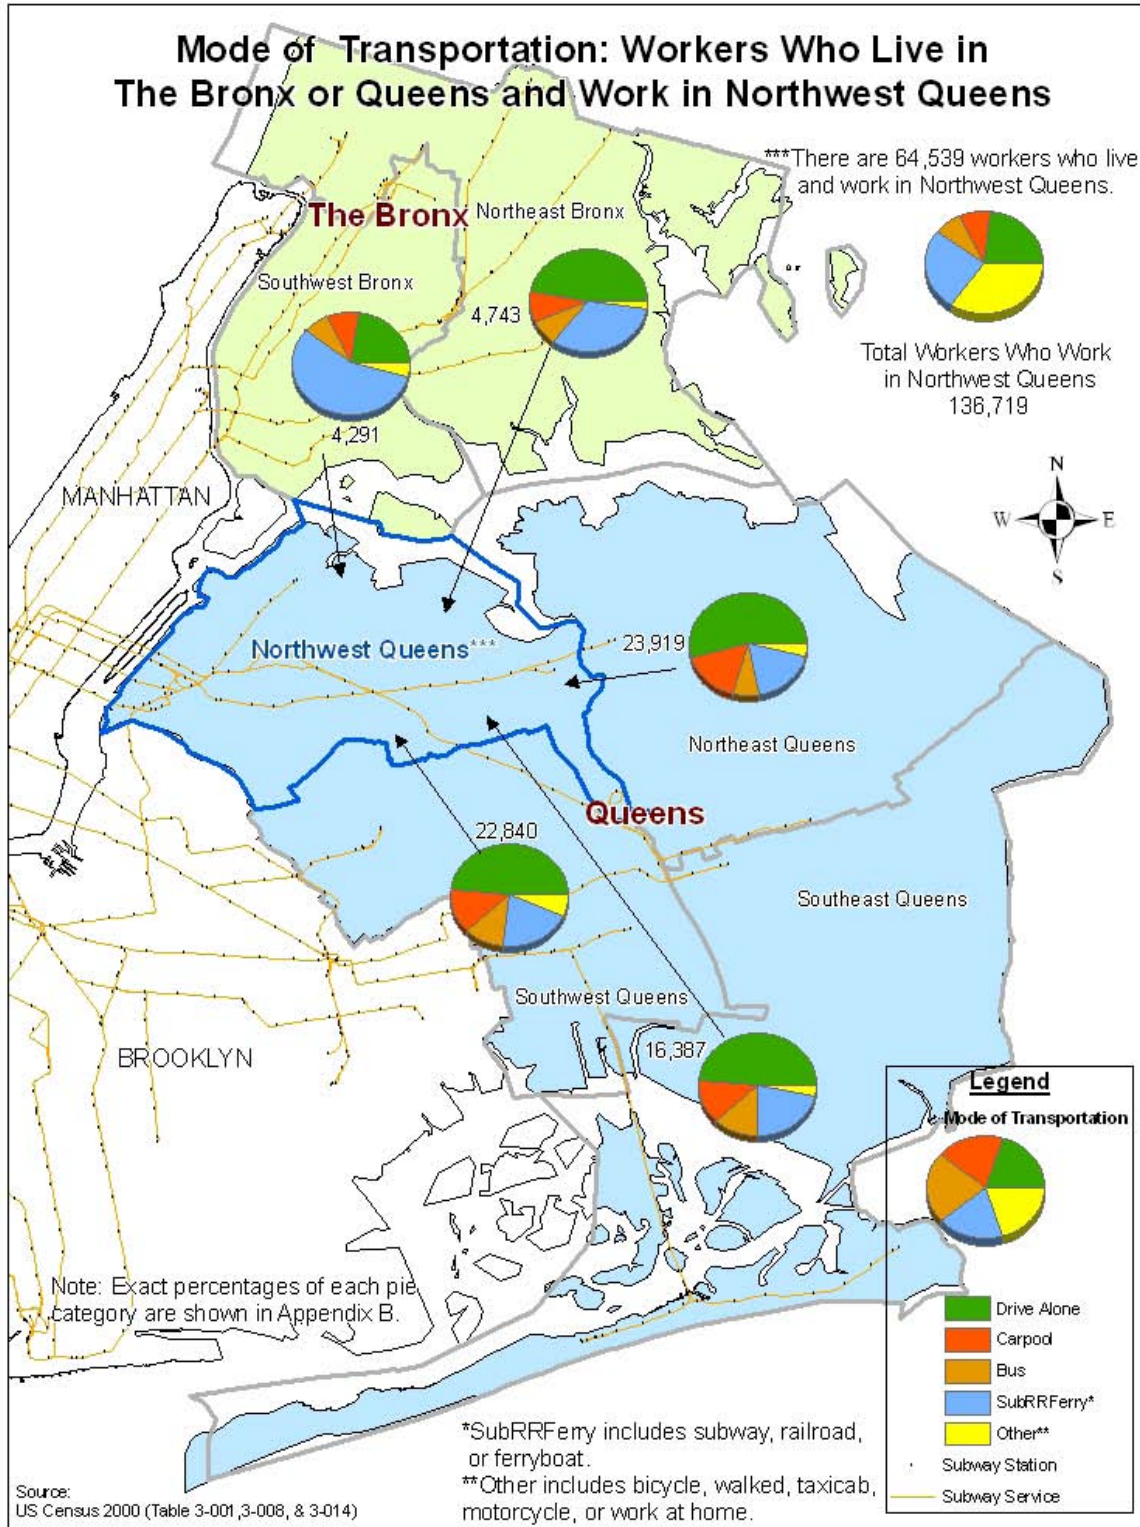 Mode of Transportation: Workers Who Live in
The Bronx or Queens and Work in Northwest Queens
***There are 64,539 workers who live
and work in Northwest Queens.
The Bronx
Northeast Bronx
Southwest Bronx
4,743
4,291
Total Workers Who Work
in Northwest Queens
136,719
MANHATTAN
N
W
E
S
Northwest Queens***
23,919
Northeast Queens
Queens
22,840
Southeast Queens
Southwest Queens
16,387
BROOKLYN
Legend
Mode of Transportation
Drive Alone
Carpool
Bus
SubRRFerry*
Other**
Subway Station
Subway Service
Note: Exact percentages of each pie
category are shown in Appendix B.
*SubRRFerry includes subway, railroad,
or ferryboat.
**Other includes bicycle, walked, taxicab,
motorcycle, or work at home.
Source:
US Census 2000 (Table 3-001,3-008, & 3-014)